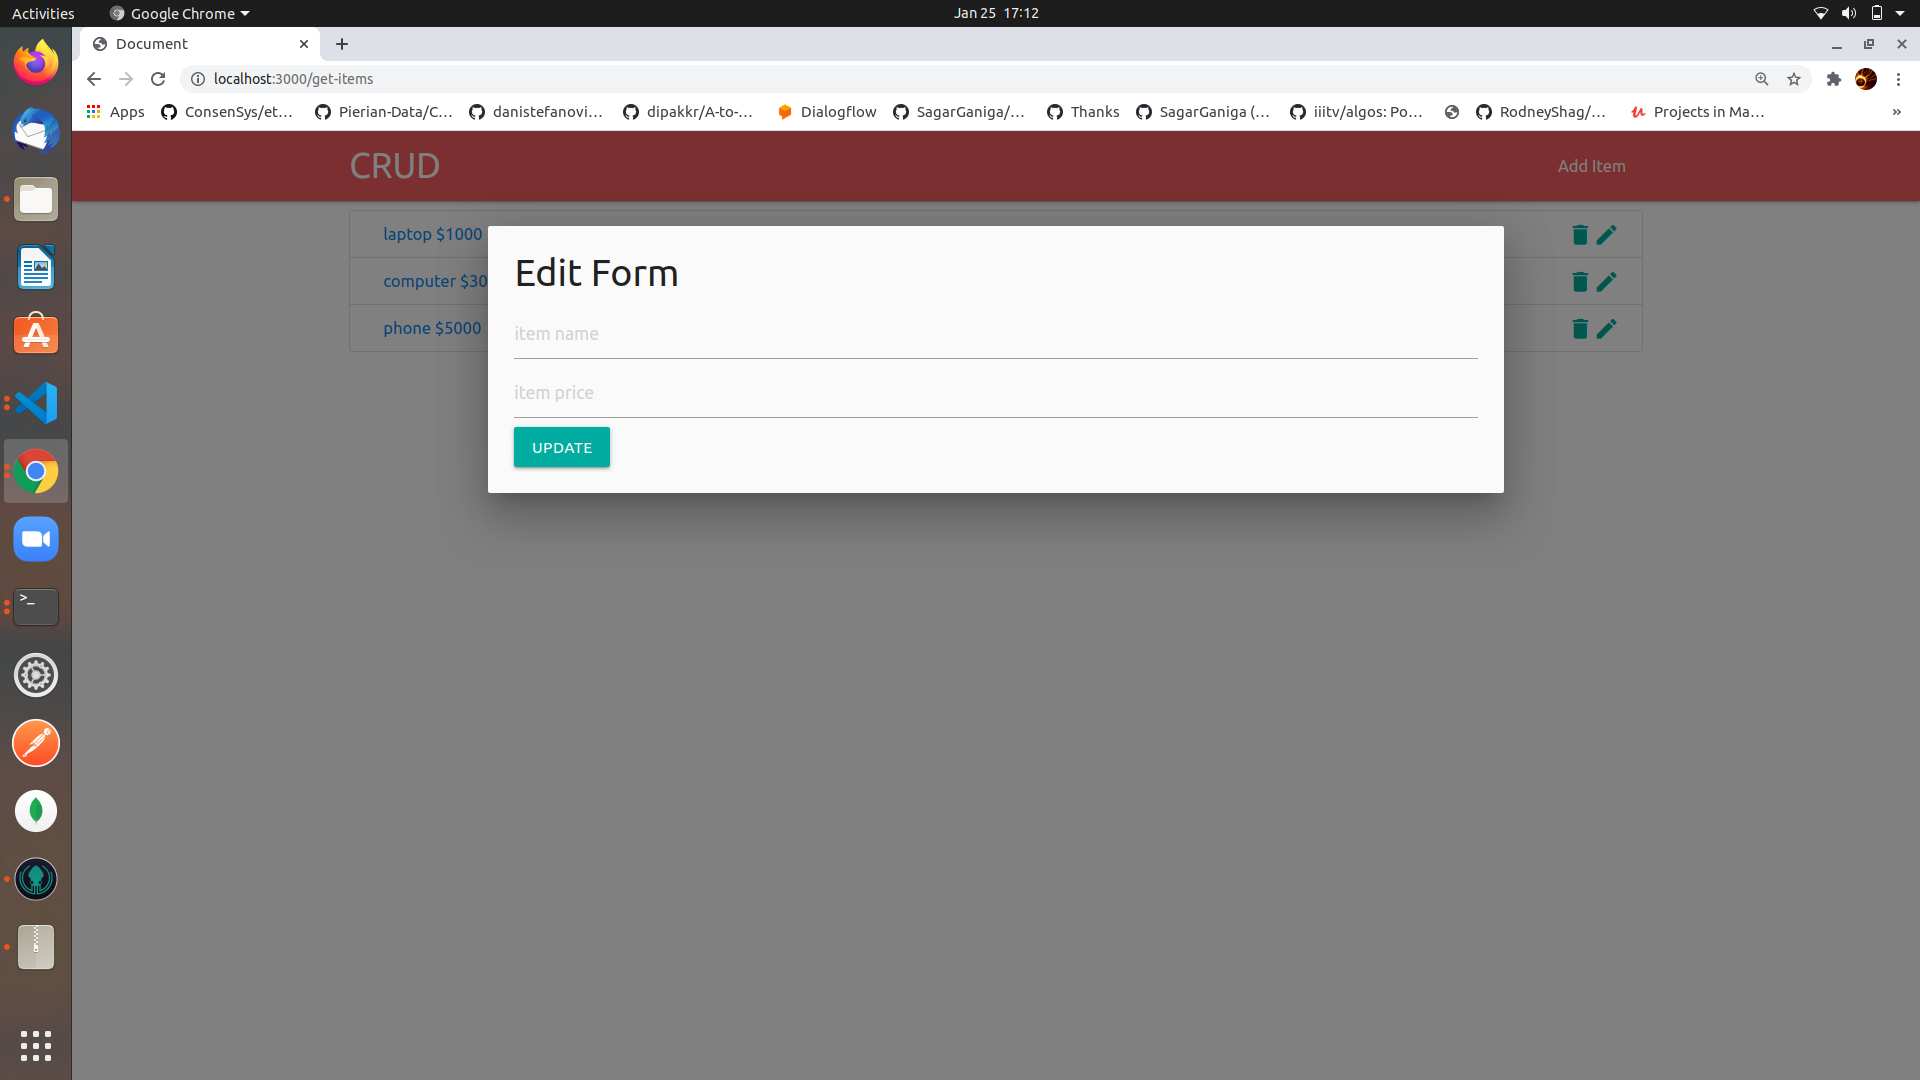 Activities
Google Chrome
Jan 25 17:12
Document
localhost:3000/get-items
Apps
ConsenSys/et...
Pierian-Data/C...
danistefanovi...
dipakkr/A-to-...
Dialogflow
SagarGaniga/...
Thanks
SagarGaniga (...
iiitv/algos: Po...
RodneyShag/...
Projects in Ma...
»
CRUD
Add Item
laptop $1000
computer $30
phone $5000
Edit Form
item name
item price
UPDATE
>_